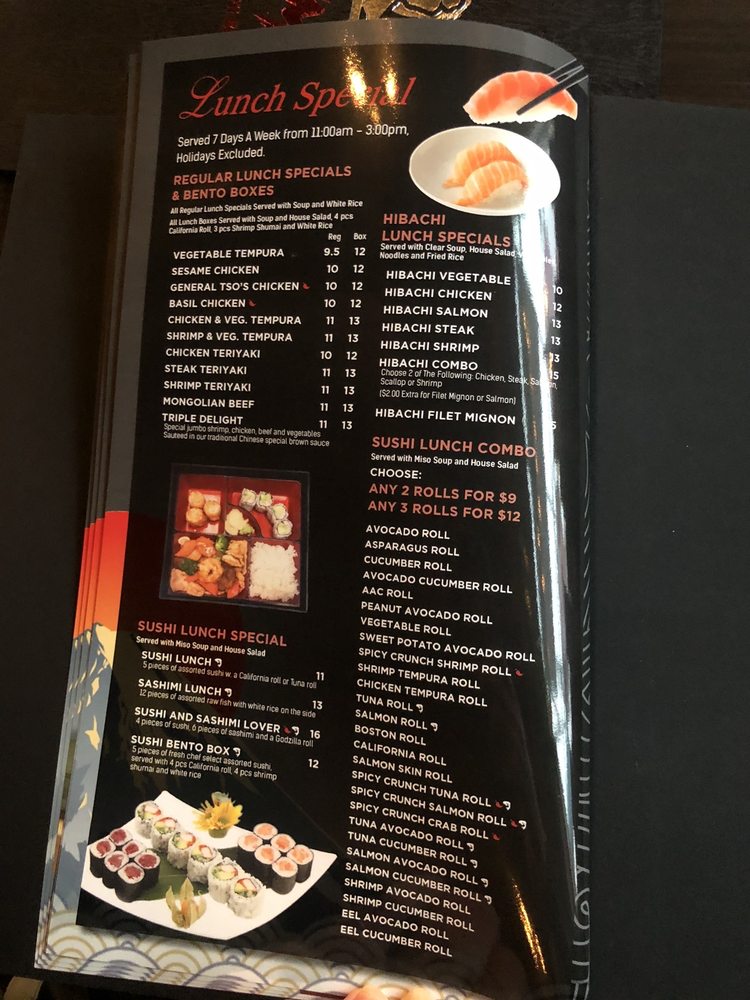 Lunch Special
Served 7 Days A Week from 11:00am - 3:00pm,
Holidays Excluded.
REGULAR LUNCH SPECIALS
& BENTO BOXES
All Regular Lunch Specials Served with Soup and White Rice
All Lunch Boxes Served with Soup and House Salad, 4 pcs
California Roll, 3 pcs Shrimp Shumai and White Rice
Reg Box
VEGETABLE TEMPURA 9.5 12
SESAME CHICKEN 10 12
GENERAL TSO'S CHICKEN 10 12
BASIL CHICKEN 10 12
CHICKEN & VEG. TEMPURA 11 13
SHRIMP & VEG. TEMPURA 11 13
CHICKEN TERIYAKI 10 12
STEAK TERIYAKI 11 13
SHRIMP TERIYAKI 11 13
MONGOLIAN BEEF 11 13
TRIPLE DELIGHT 11 13
Special jumbo shrimp, chicken, beef and vegetables
Sauteed in our traditional Chinese special brown sauce
SUSHI LUNCH SPECIAL
Served with Miso Soup and House Salad
SUSHI LUNCH 11
5 pieces of assorted sushi w. a California roll or Tuna roll
SASHIMI LUNCH 13
12 pieces of assorted raw fish with white rice on the side
SUSHI AND SASHIMI LOVER 16
4 pieces of sushi, 6 pieces of sashimi and a Godzilla roll
SUSHI BENTO BOX 12
5 pieces of fresh chef select assorted sushi,
served with 4 pcs California roll, 4 pcs shrimp
shumai and white rice
HIBACHI
LUNCH SPECIALS
Served with Clear Soup, House Salad
Noodles and Fried Rice
HIBACHI VEGETABLE 10
HIBACHI CHICKEN 12
HIBACHI SALMON 13
HIBACHI STEAK 13
HIBACHI SHRIMP 13
HIBACHI COMBO 15
Choose 2 of The Following: Chicken, Steak, Salmon,
Scallop or Shrimp
($2.00 Extra for Filet Mignon or Salmon)
HIBACHI FILET MIGNON
SUSHI LUNCH COMBO
Served with Miso Soup and House Salad
CHOOSE:
ANY 2 ROLLS FOR $9
ANY 3 ROLLS FOR $12
AVOCADO ROLL
ASPARAGUS ROLL
CUCUMBER ROLL
AVOCADO CUCUMBER ROLL
AAC ROLL
PEANUT AVOCADO ROLL
VEGETABLE ROLL
SWEET POTATO AVOCADO ROLL
SPICY CRUNCH SHRIMP ROLL
SHRIMP TEMPURA ROLL
CHICKEN TEMPURA ROLL
TUNA ROLL
SALMON ROLL
BOSTON ROLL
CALIFORNIA ROLL
SALMON SKIN ROLL
SPICY CRUNCH TUNA ROLL
SPICY CRUNCH SALMON ROLL
SPICY CRUNCH CRAB ROLL
TUNA AVOCADO ROLL
TUNA CUCUMBER ROLL
SALMON AVOCADO ROLL
SALMON CUCUMBER ROLL
SHRIMP AVOCADO ROLL
SHRIMP CUCUMBER ROLL
EEL AVOCADO ROLL
EEL CUCUMBER ROLL